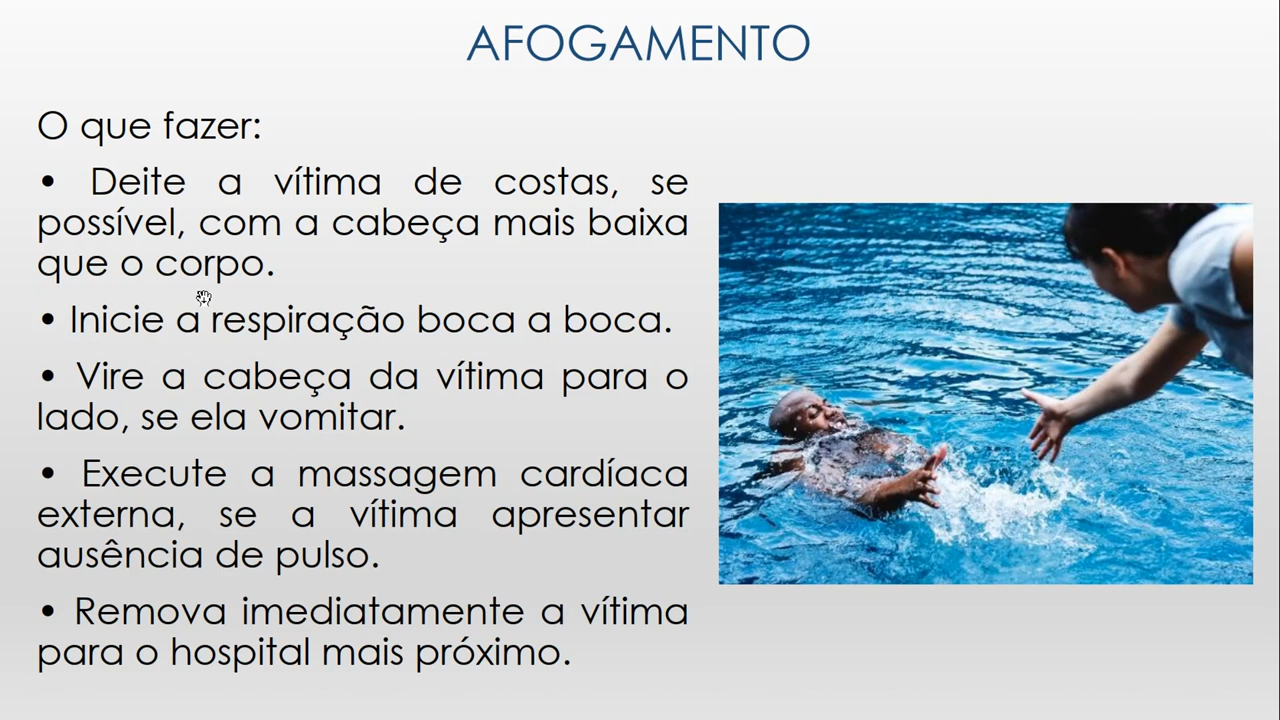 AFOGAMENTO
O que fazer:
• Deite a vítima de costas, se
possível, com a cabeça mais baixa
que o corpo.
• Inicie a respiração boca a boca.
• Vire a cabeça da vítima para o
lado, se ela vomitar.
• Execute a massagem cardíaca
externa, se a vítima apresentar
ausência de pulso.
• Remova imediatamente a vítima
para o hospital mais próximo.